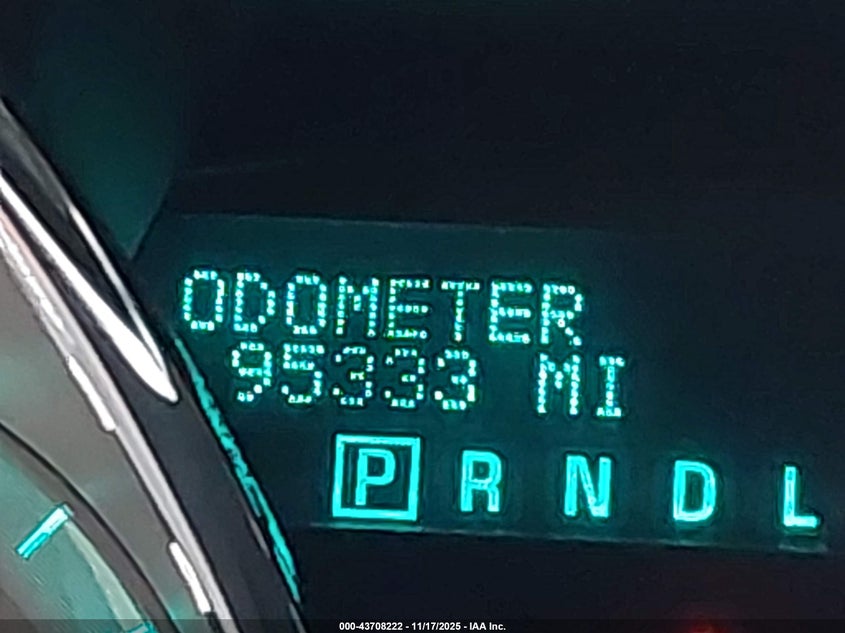 ODOMETER
95333 MI
P R N D L
000-43708222 - 11/17/2025 - IAA Inc.